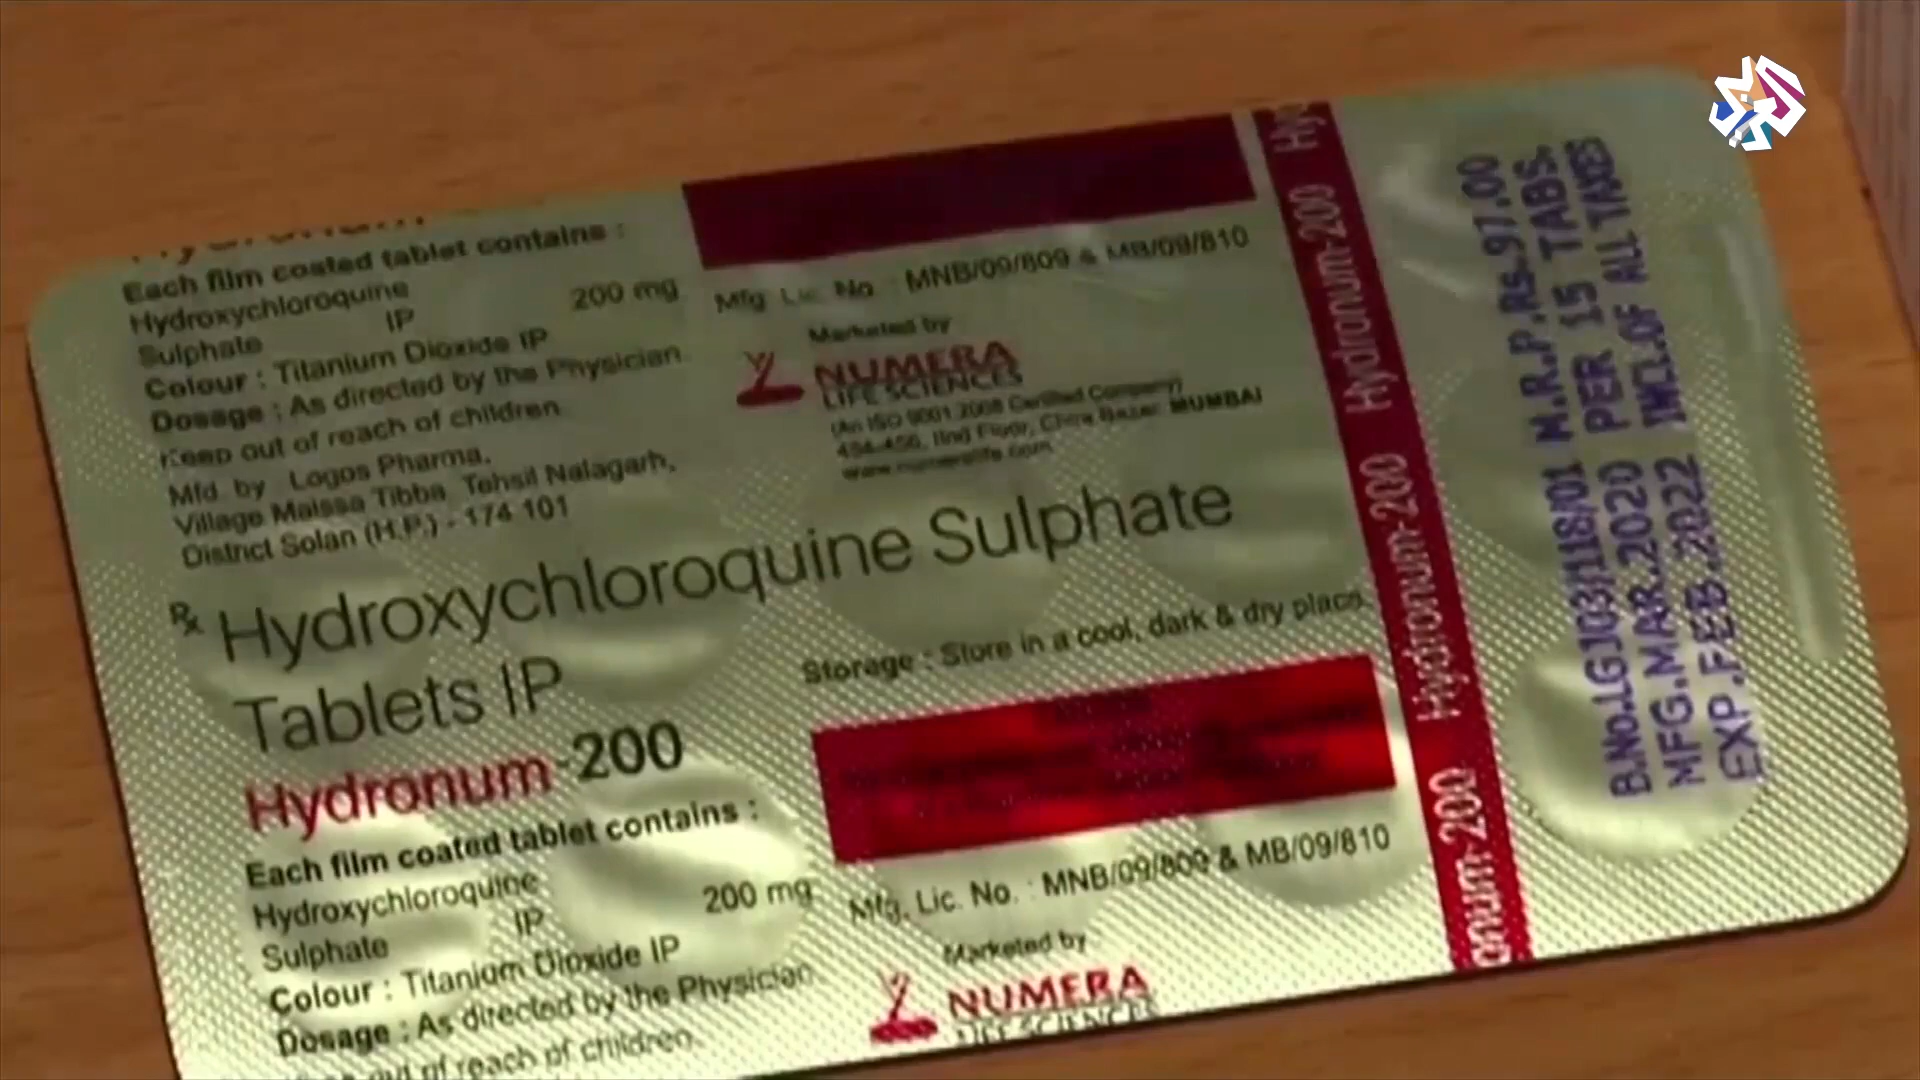 Each film coated tablet contains :
Hydroxychloroquine 200 mg
IP
Sulphate
Colour : Titanium Dioxide IP
Dosage : As directed by the Physician.
Keep out of reach of children.
Mfd. by Logos Pharma,
Village Maissa Tibba, Tehsil Nalagarh,
District Solan (H.P.) - 174 101
Mfg. Lic. No. : MNB/09/809 & MB/09/810
Marketed by
NUMERA
LIFE SCIENCES
(An ISO 9001:2008 Certified Company)
IInd Floor, Chira Bazar, MUMBAI
www.numeralife.com
Rx Hydroxychloroquine Sulphate
Tablets IP
Hydronum-200
Storage : Store in a cool, dark & dry place.
Each film coated tablet contains :
Hydroxychloroquine 200 mg
IP
Sulphate
Colour : Titanium Dioxide IP
Dosage : As directed by the Physician
out of reach of children.
Mfg. Lic. No. : MNB/09/809 & MB/09/810
Marketed by
NUMERA
LIFE SCIENCES
Hy
Hydronum-200
Hydronum-200
onum-200
B.No.LG103/118/01 M.R.P.Rs.97.00
MFG.MAR.2020 PER 15 TABS.
EXP.FEB.2022 INCL.OF ALL TAXES